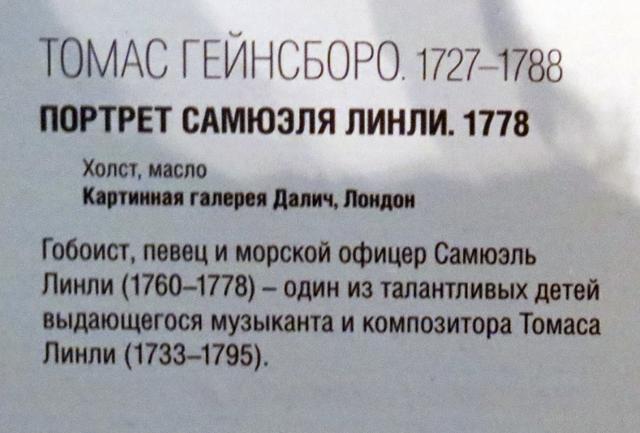 ТОМАС ГЕЙНСБОРО. 1727–1788
ПОРТРЕТ САМЮЭЛЯ ЛИНЛИ. 1778
Холст, масло
Картинная галерея Далич, Лондон
Гобоист, певец и морской офицер Самюэль
Линли (1760–1778) – один из талантливых детей
выдающегося музыканта и композитора Томаса
Линли (1733–1795).